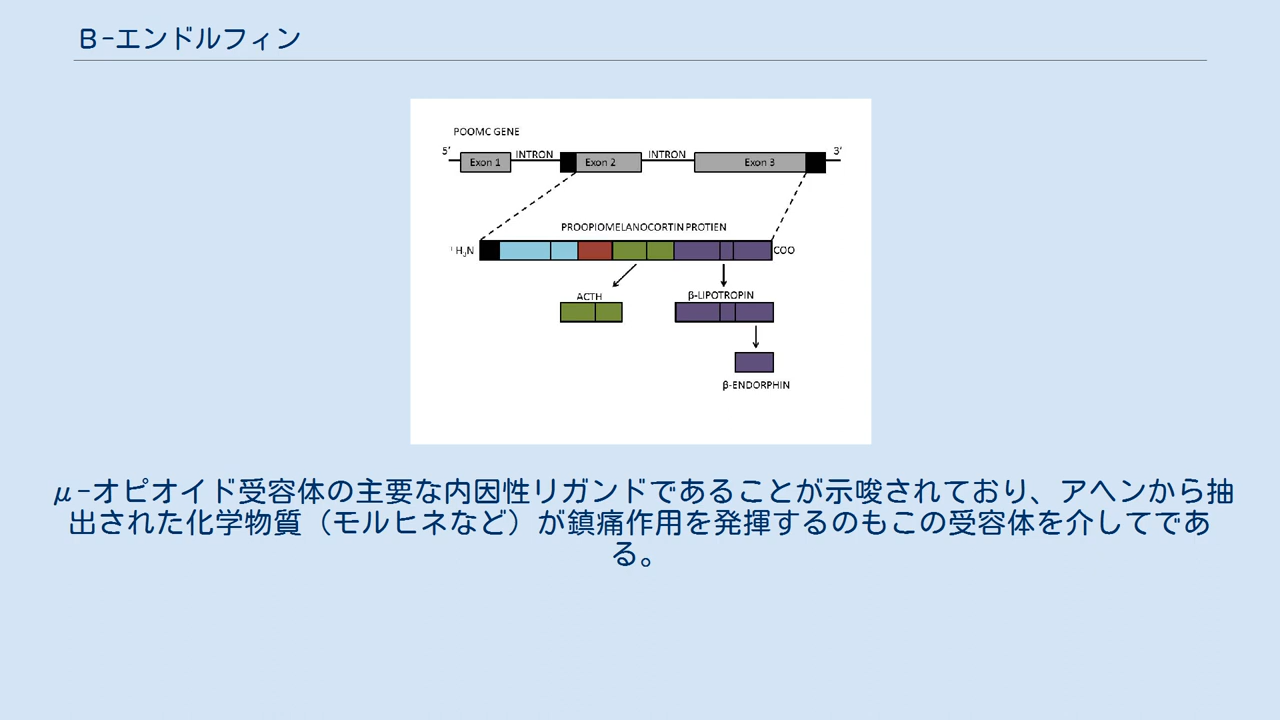 Β-エンドルフィン
POOMC GENE
5' Exon 1 INTRON Exon 2 INTRON Exon 3 3'
PROOPIOMELANOCORTIN PROTIEN
H₃N COO
ACTH β-LIPOTROPIN
β-ENDORPHIN
μ-オピオイド受容体の主要な内因性リガンドであることが示唆されており、アヘンから抽
出された化学物質（モルヒネなど）が鎮痛作用を発揮するのもこの受容体を介してであ
る。